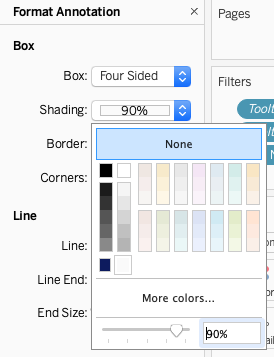 Format Annotation
×
Pages
Box
Box: Four Sided
Shading: 90%
Filters
Border:
None
Corners:
Line
Line:
Line End:
More colors...
End Size:
90%